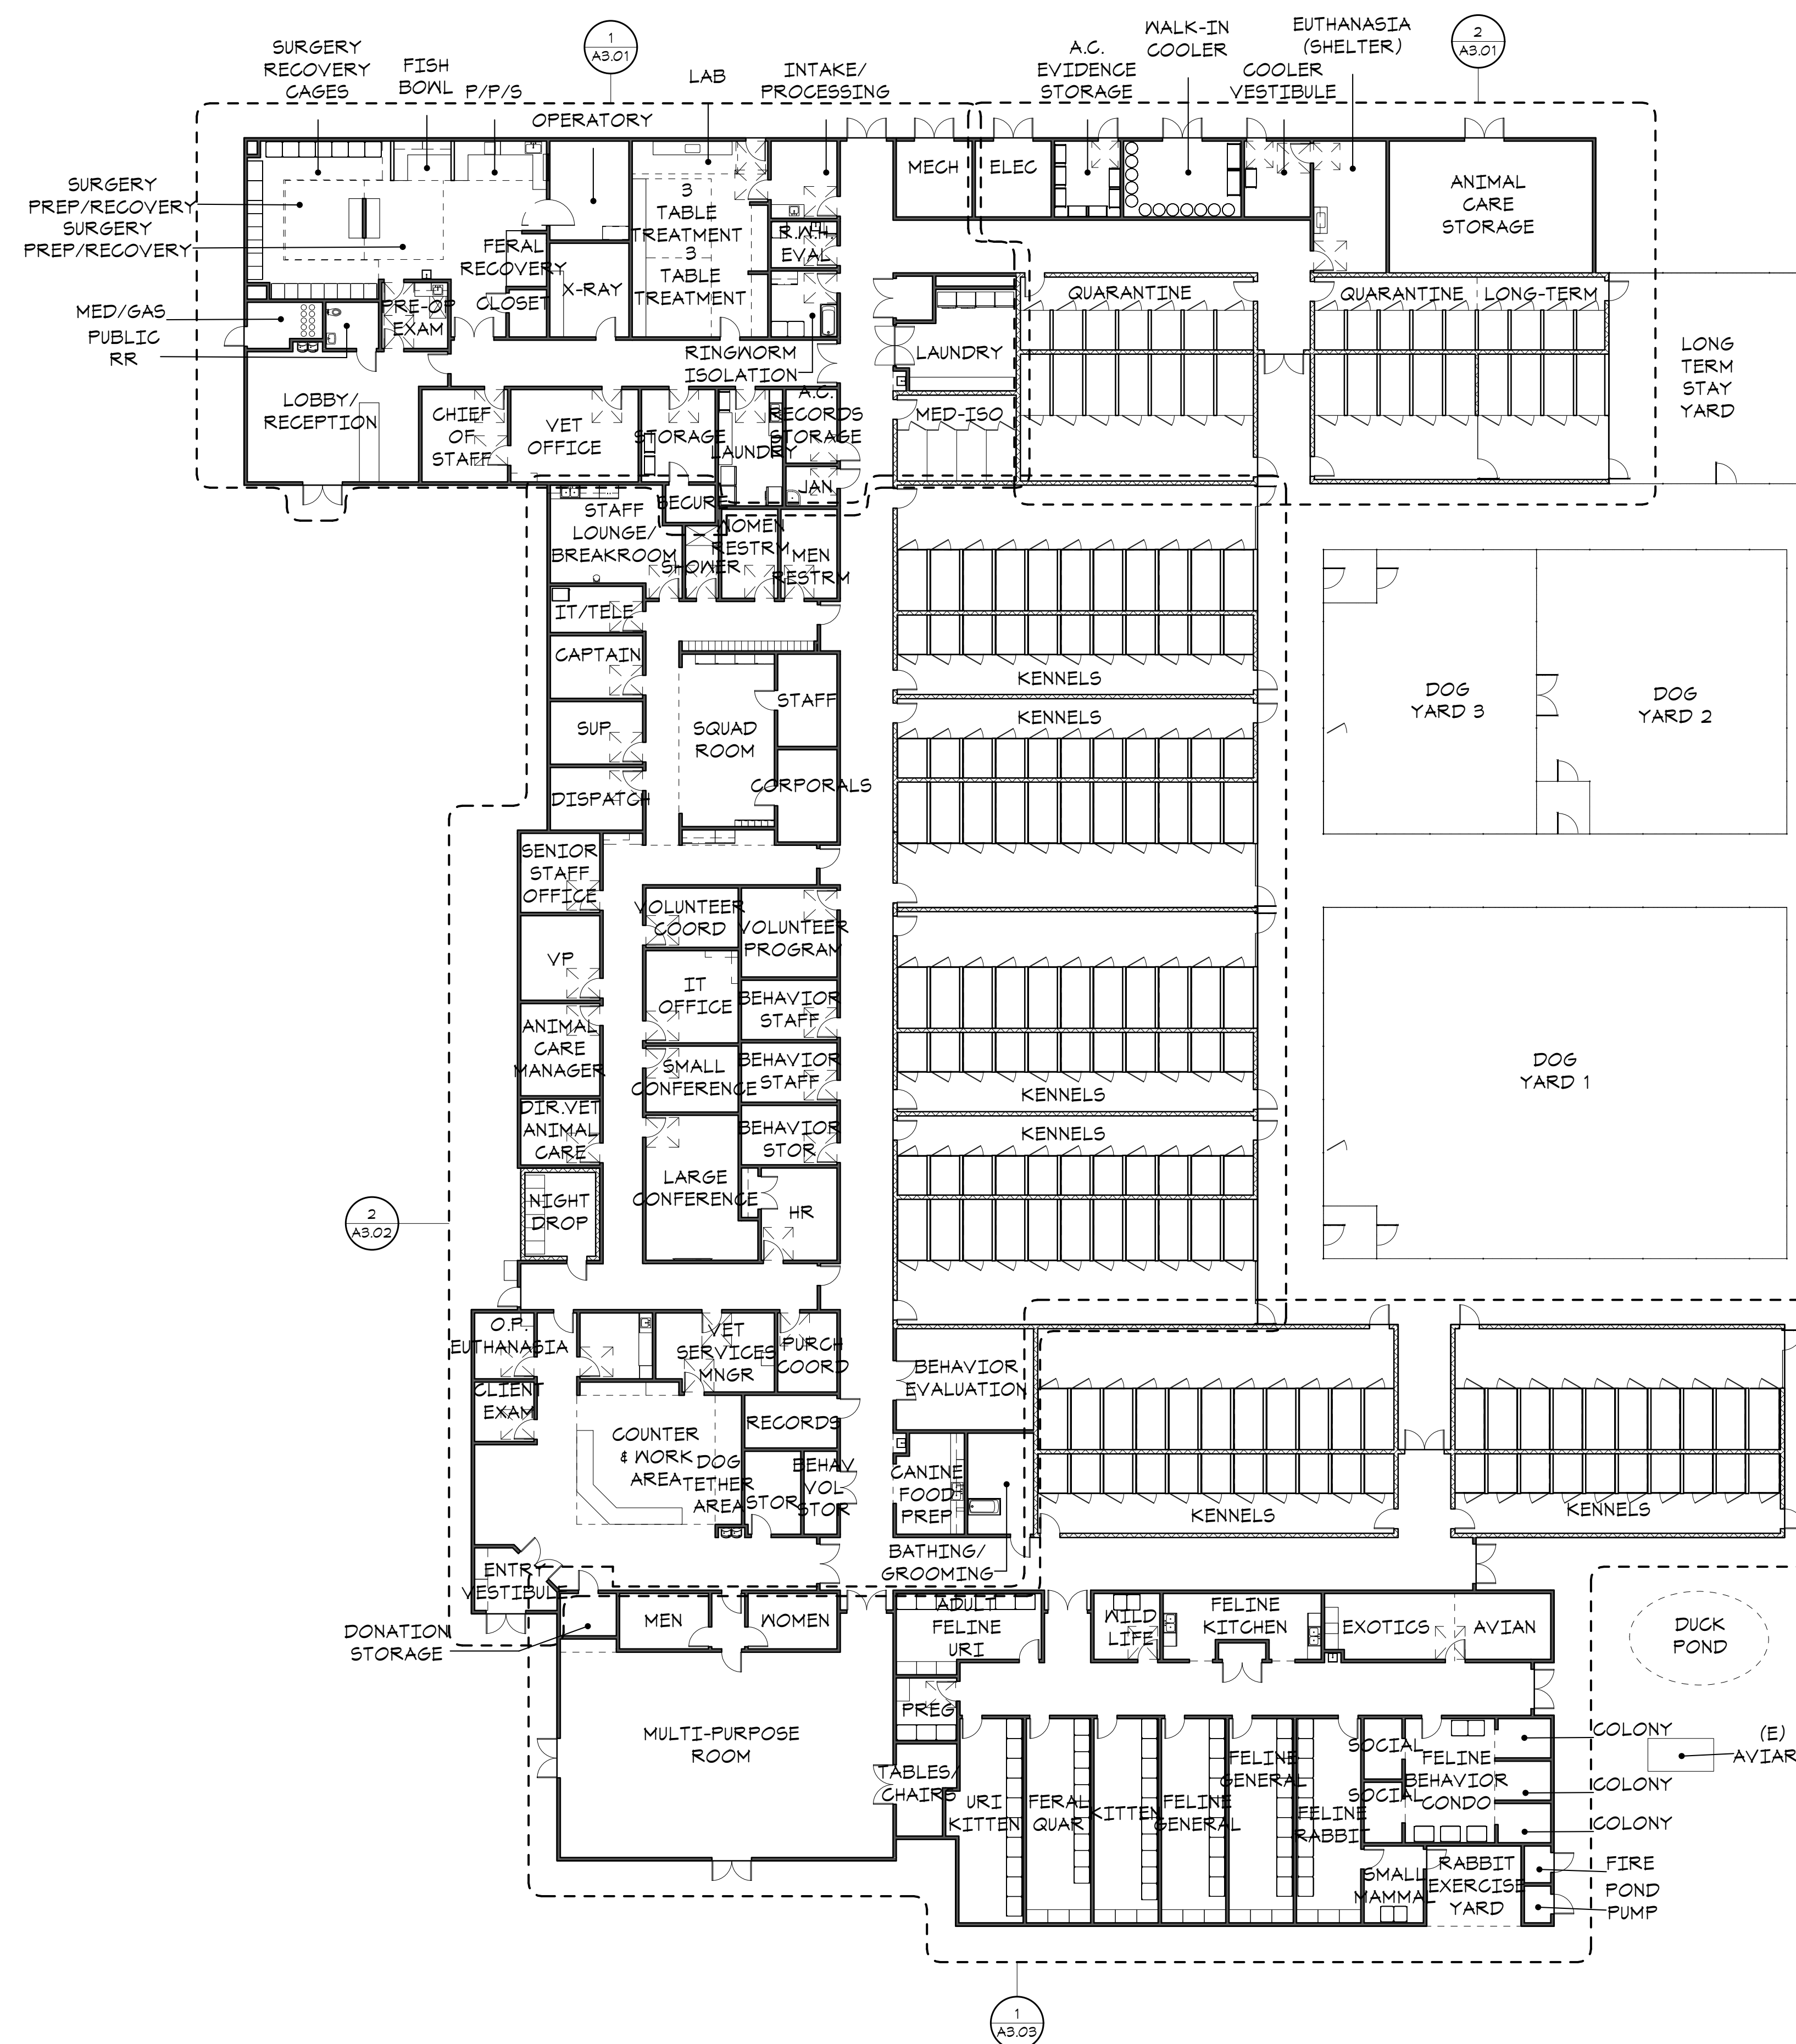 1
A3.01
2
A3.01
SURGERY
RECOVERY
CAGES
FISH
BOWL
P/P/S
OPERATORY
LAB
INTAKE/
PROCESSING
A.C.
EVIDENCE
STORAGE
WALK-IN
COOLER
COOLER
VESTIBULE
EUTHANASIA
(SHELTER)
SURGERY
PREP/RECOVERY
SURGERY
PREP/RECOVERY
MED/GAS
PUBLIC
RR
FERAL
RECOVERY
CLOSET
PRE-OP
EXAM
X-RAY
3
TABLE
TREATMENT
3
TABLE
TREATMENT
R.W.H.
EVAL
RINGWORM
ISOLATION
MECH
ELEC
ANIMAL
CARE
STORAGE
QUARANTINE
QUARANTINE
LONG-TERM
LONG
TERM
STAY
YARD
LAUNDRY
MED-ISO
LOBBY/
RECEPTION
CHIEF
OF
STAFF
VET
OFFICE
STORAGE
LAUNDRY
A.C.
RECORDS
STORAGE
JAN
SECURE
STAFF
LOUNGE/
BREAKROOM
SHOWER
WOMEN
RESTRM
MEN
RESTRM
IT/TELE
CAPTAIN
SUP
DISPATCH
SQUAD
ROOM
STAFF
CORPORALS
KENNELS
KENNELS
DOG
YARD 3
DOG
YARD 2
SENIOR
STAFF
OFFICE
VP
ANIMAL
CARE
MANAGER
DIR.VET
ANIMAL
CARE
NIGHT
DROP
VOLUNTEER
COORD
VOLUNTEER
PROGRAM
IT
OFFICE
BEHAVIOR
STAFF
SMALL
CONFERENCE
BEHAVIOR
STAFF
BEHAVIOR
STOR
LARGE
CONFERENCE
HR
KENNELS
KENNELS
DOG
YARD 1
2
A3.02
O.P.
EUTHANASIA
CLIENT
EXAM
VET
SERVICES
MNGR
PURCH
COORD
COUNTER
& WORK
AREA
DOG
TETHER
AREA
RECORDS
STOR
BEHAV
VOL
STOR
BEHAVIOR
EVALUATION
CANINE
FOOD
PREP
BATHING/
GROOMING
KENNELS
KENNELS
ENTRY
VESTIBULE
DONATION
STORAGE
MEN
WOMEN
ADULT
FELINE
URI
WILD
LIFE
FELINE
KITCHEN
EXOTICS
AVIAN
DUCK
POND
MULTI-PURPOSE
ROOM
PREG
TABLES/
CHAIRS
URI
KITTEN
FERAL
QUAR
KITTEN
FELINE
GENERAL
FELINE
GENERAL
FELINE
RABBIT
SOCIAL
SOCIAL
FELINE
BEHAVIOR
CONDO
COLONY
COLONY
COLONY
(E)
AVIAR
SMALL
MAMMAL
RABBIT
EXERCISE
YARD
FIRE
POND
PUMP
1
A3.03